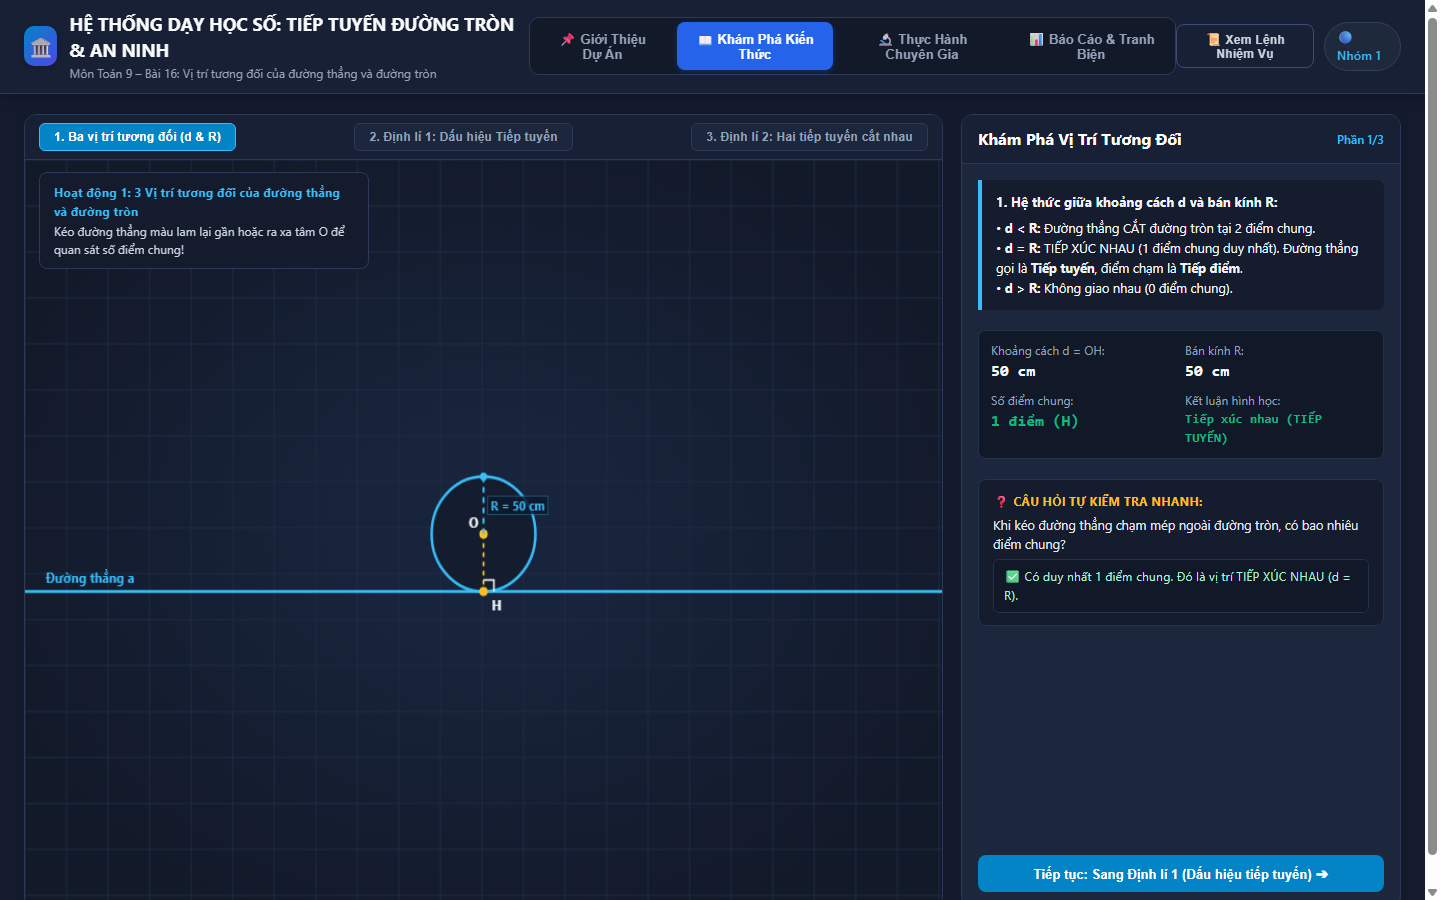 HỆ THỐNG DẠY HỌC SỐ: TIẾP TUYẾN ĐƯỜNG TRÒN
& AN NINH
Môn Toán 9 – Bài 16: Vị trí tương đối của đường thẳng và đường tròn
Giới Thiệu
Dự Án
Khám Phá Kiến
Thức
Thực Hành
Chuyên Gia
Báo Cáo & Tranh
Biện
Xem Lệnh
Nhiệm Vụ
Nhóm 1
1. Ba vị trí tương đối (d & R)
2. Định lí 1: Dấu hiệu Tiếp tuyến
3. Định lí 2: Hai tiếp tuyến cắt nhau
Hoạt động 1: 3 Vị trí tương đối của đường thẳng
và đường tròn
Kéo đường thẳng màu lam lại gần hoặc ra xa tâm O để
quan sát số điểm chung!
R = 50 cm
O
Đường thẳng a
H
Khám Phá Vị Trí Tương Đối
Phần 1/3
1. Hệ thức giữa khoảng cách d và bán kính R:
• d < R: Đường thẳng CẮT đường tròn tại 2 điểm chung.
• d = R: TIẾP XÚC NHAU (1 điểm chung duy nhất). Đường thẳng
gọi là Tiếp tuyến, điểm chạm là Tiếp điểm.
• d > R: Không giao nhau (0 điểm chung).
Khoảng cách d = OH:
50 cm
Bán kính R:
50 cm
Số điểm chung:
1 điểm (H)
Kết luận hình học:
Tiếp xúc nhau (TIẾP
TUYẾN)
❓ CÂU HỎI TỰ KIỂM TRA NHANH:
Khi kéo đường thẳng chạm mép ngoài đường tròn, có bao nhiêu
điểm chung?
✅ Có duy nhất 1 điểm chung. Đó là vị trí TIẾP XÚC NHAU (d =
R).
Tiếp tục: Sang Định lí 1 (Dấu hiệu tiếp tuyến) ➔